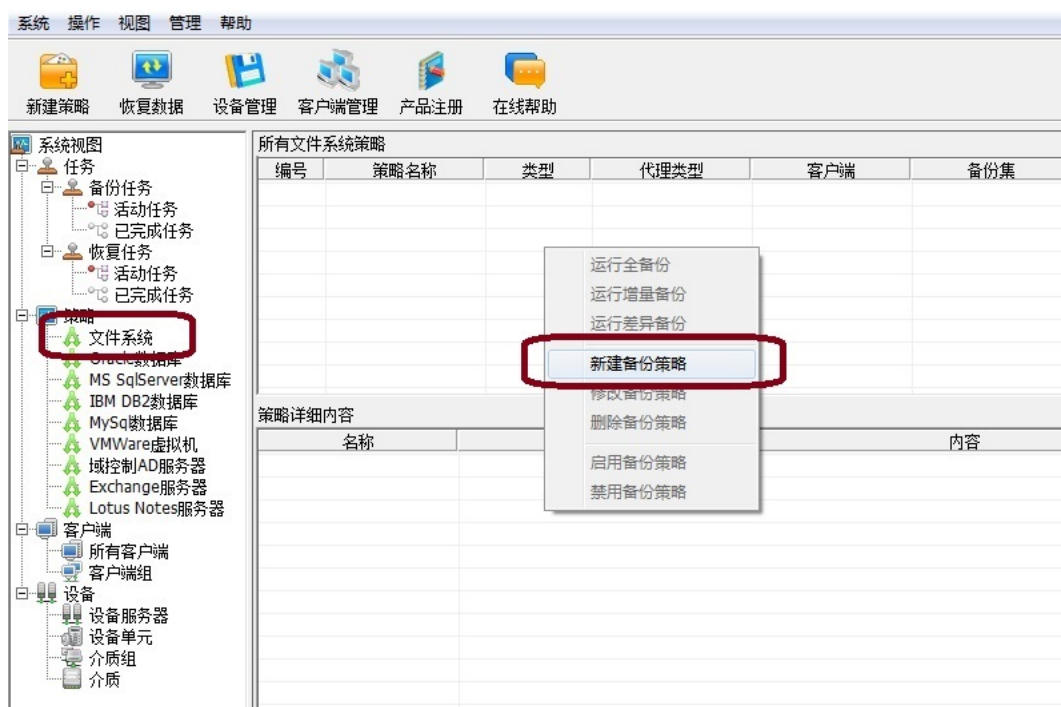 系统 操作 视图 管理 帮助
新建策略 恢复数据 设备管理 客户端管理 产品注册 在线帮助
系统视图
任务
备份任务
活动任务
已完成任务
恢复任务
活动任务
已完成任务
策略
文件系统
Oracle数据库
MS SqlServer数据库
IBM DB2数据库
MySql数据库
VMWare虚拟机
域控制AD服务器
Exchange服务器
Lotus Notes服务器
客户端
所有客户端
客户端组
设备
设备服务器
设备单元
介质组
介质
所有文件系统策略
编号 策略名称 类型 代理类型 客户端 备份集
运行全备份
运行增量备份
运行差异备份
新建备份策略
修改备份策略
删除备份策略
启用备份策略
禁用备份策略
策略详细内容
名称 内容